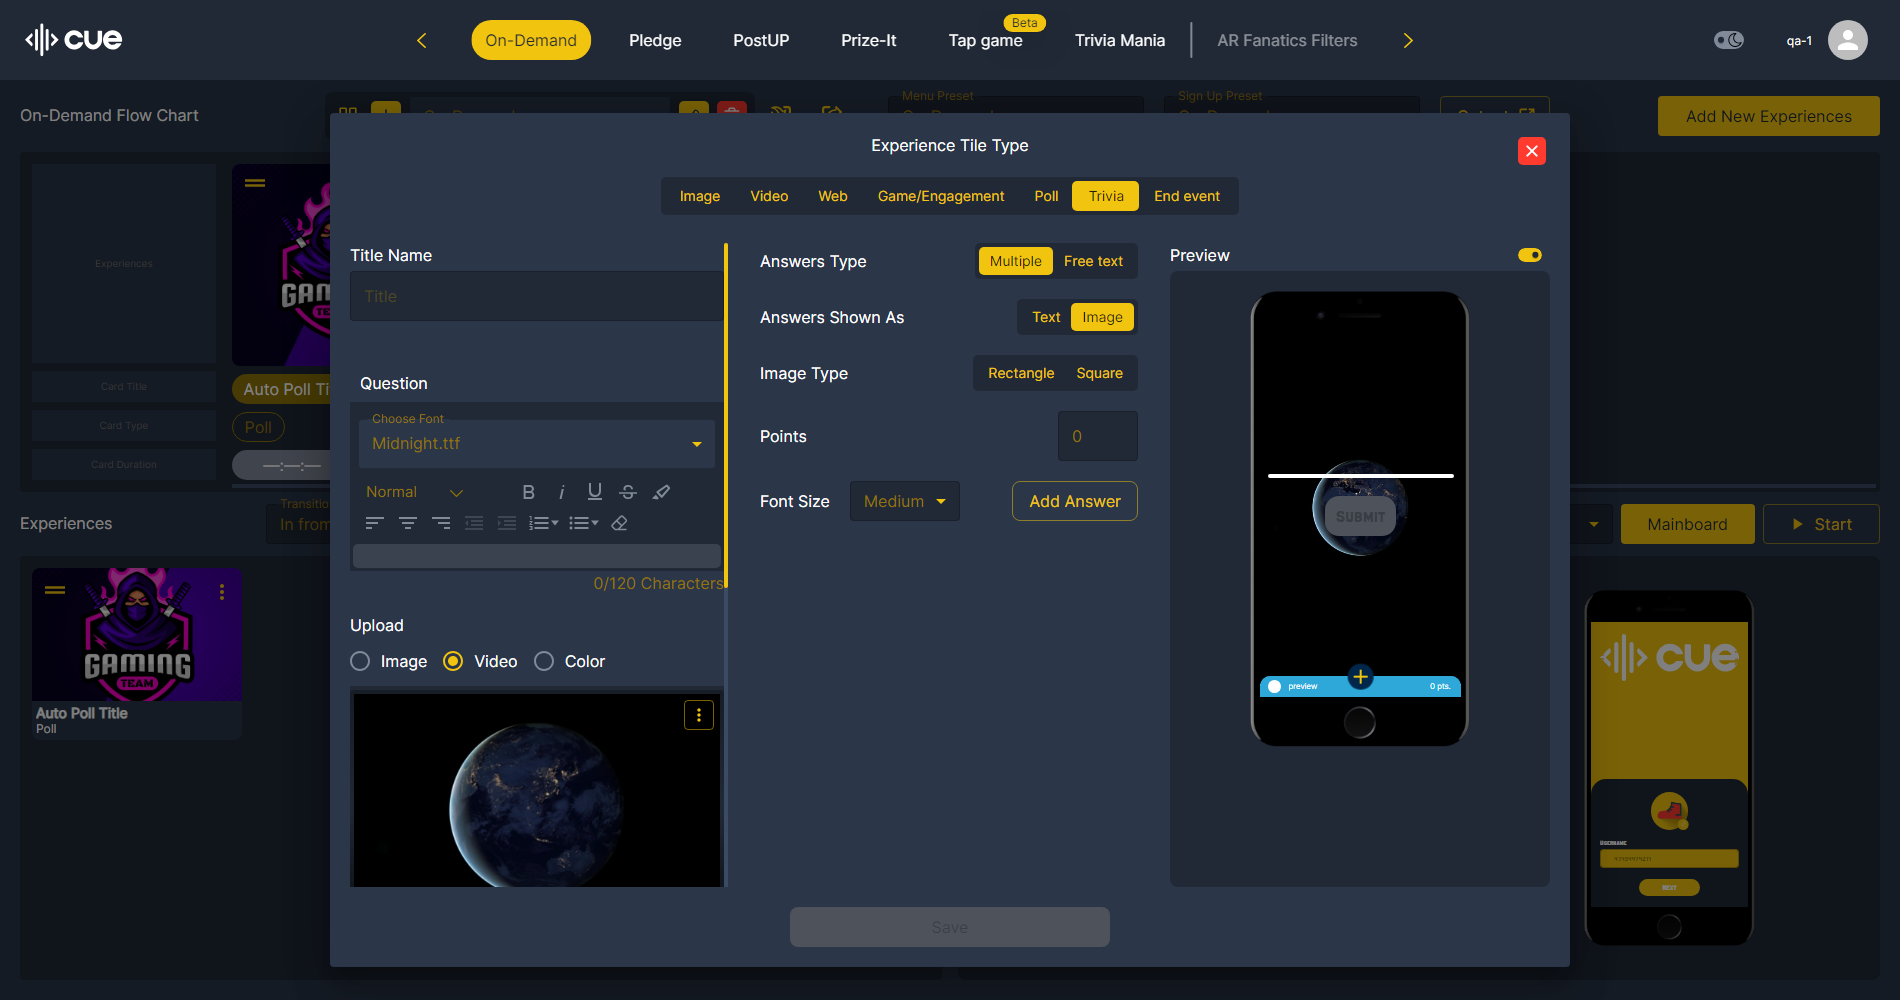 cue
On-Demand
Pledge
PostUP
Prize-It
Beta
Tap game
Trivia Mania
AR Fanatics Filters
qa-1
On-Demand Flow Chart
Menu Preset
Sign Up Preset
Add New Experiences
Experience Tile Type
Image
Video
Web
Game/Engagement
Poll
Trivia
End event
Experiences
Card Title
Card Type
Card Duration
Auto Poll Ti
Poll
—:—:—
Title Name
Title
Question
Choose Font
Midnight.ttf
Normal
0/120 Characters
Upload
Image
Video
Color
Answers Type
Multiple
Free text
Answers Shown As
Text
Image
Image Type
Rectangle
Square
Points
0
Font Size
Medium
Add Answer
Preview
SUBMIT
preview
0 pts.
Save
Experiences
Transitio
In from
Mainboard
Start
GAMING
TEAM
Auto Poll Title
Poll
cue
USERNAME
NEXT